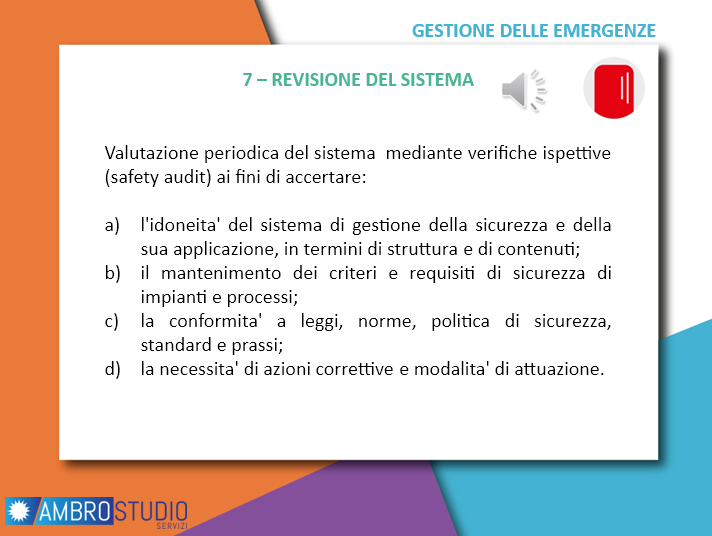 GESTIONE DELLE EMERGENZE
7 – REVISIONE DEL SISTEMA
Valutazione periodica del sistema  mediante verifiche ispettive
(safety audit) ai fini di accertare:
a) l'idoneita' del sistema di gestione della sicurezza e della
sua applicazione, in termini di struttura e di contenuti;
b) il mantenimento dei criteri e requisiti di sicurezza di
impianti e processi;
c) la conformita' a leggi, norme, politica di sicurezza,
standard e prassi;
d) la necessita' di azioni correttive e modalita' di attuazione.
AMBROSTUDIO
SERVIZI